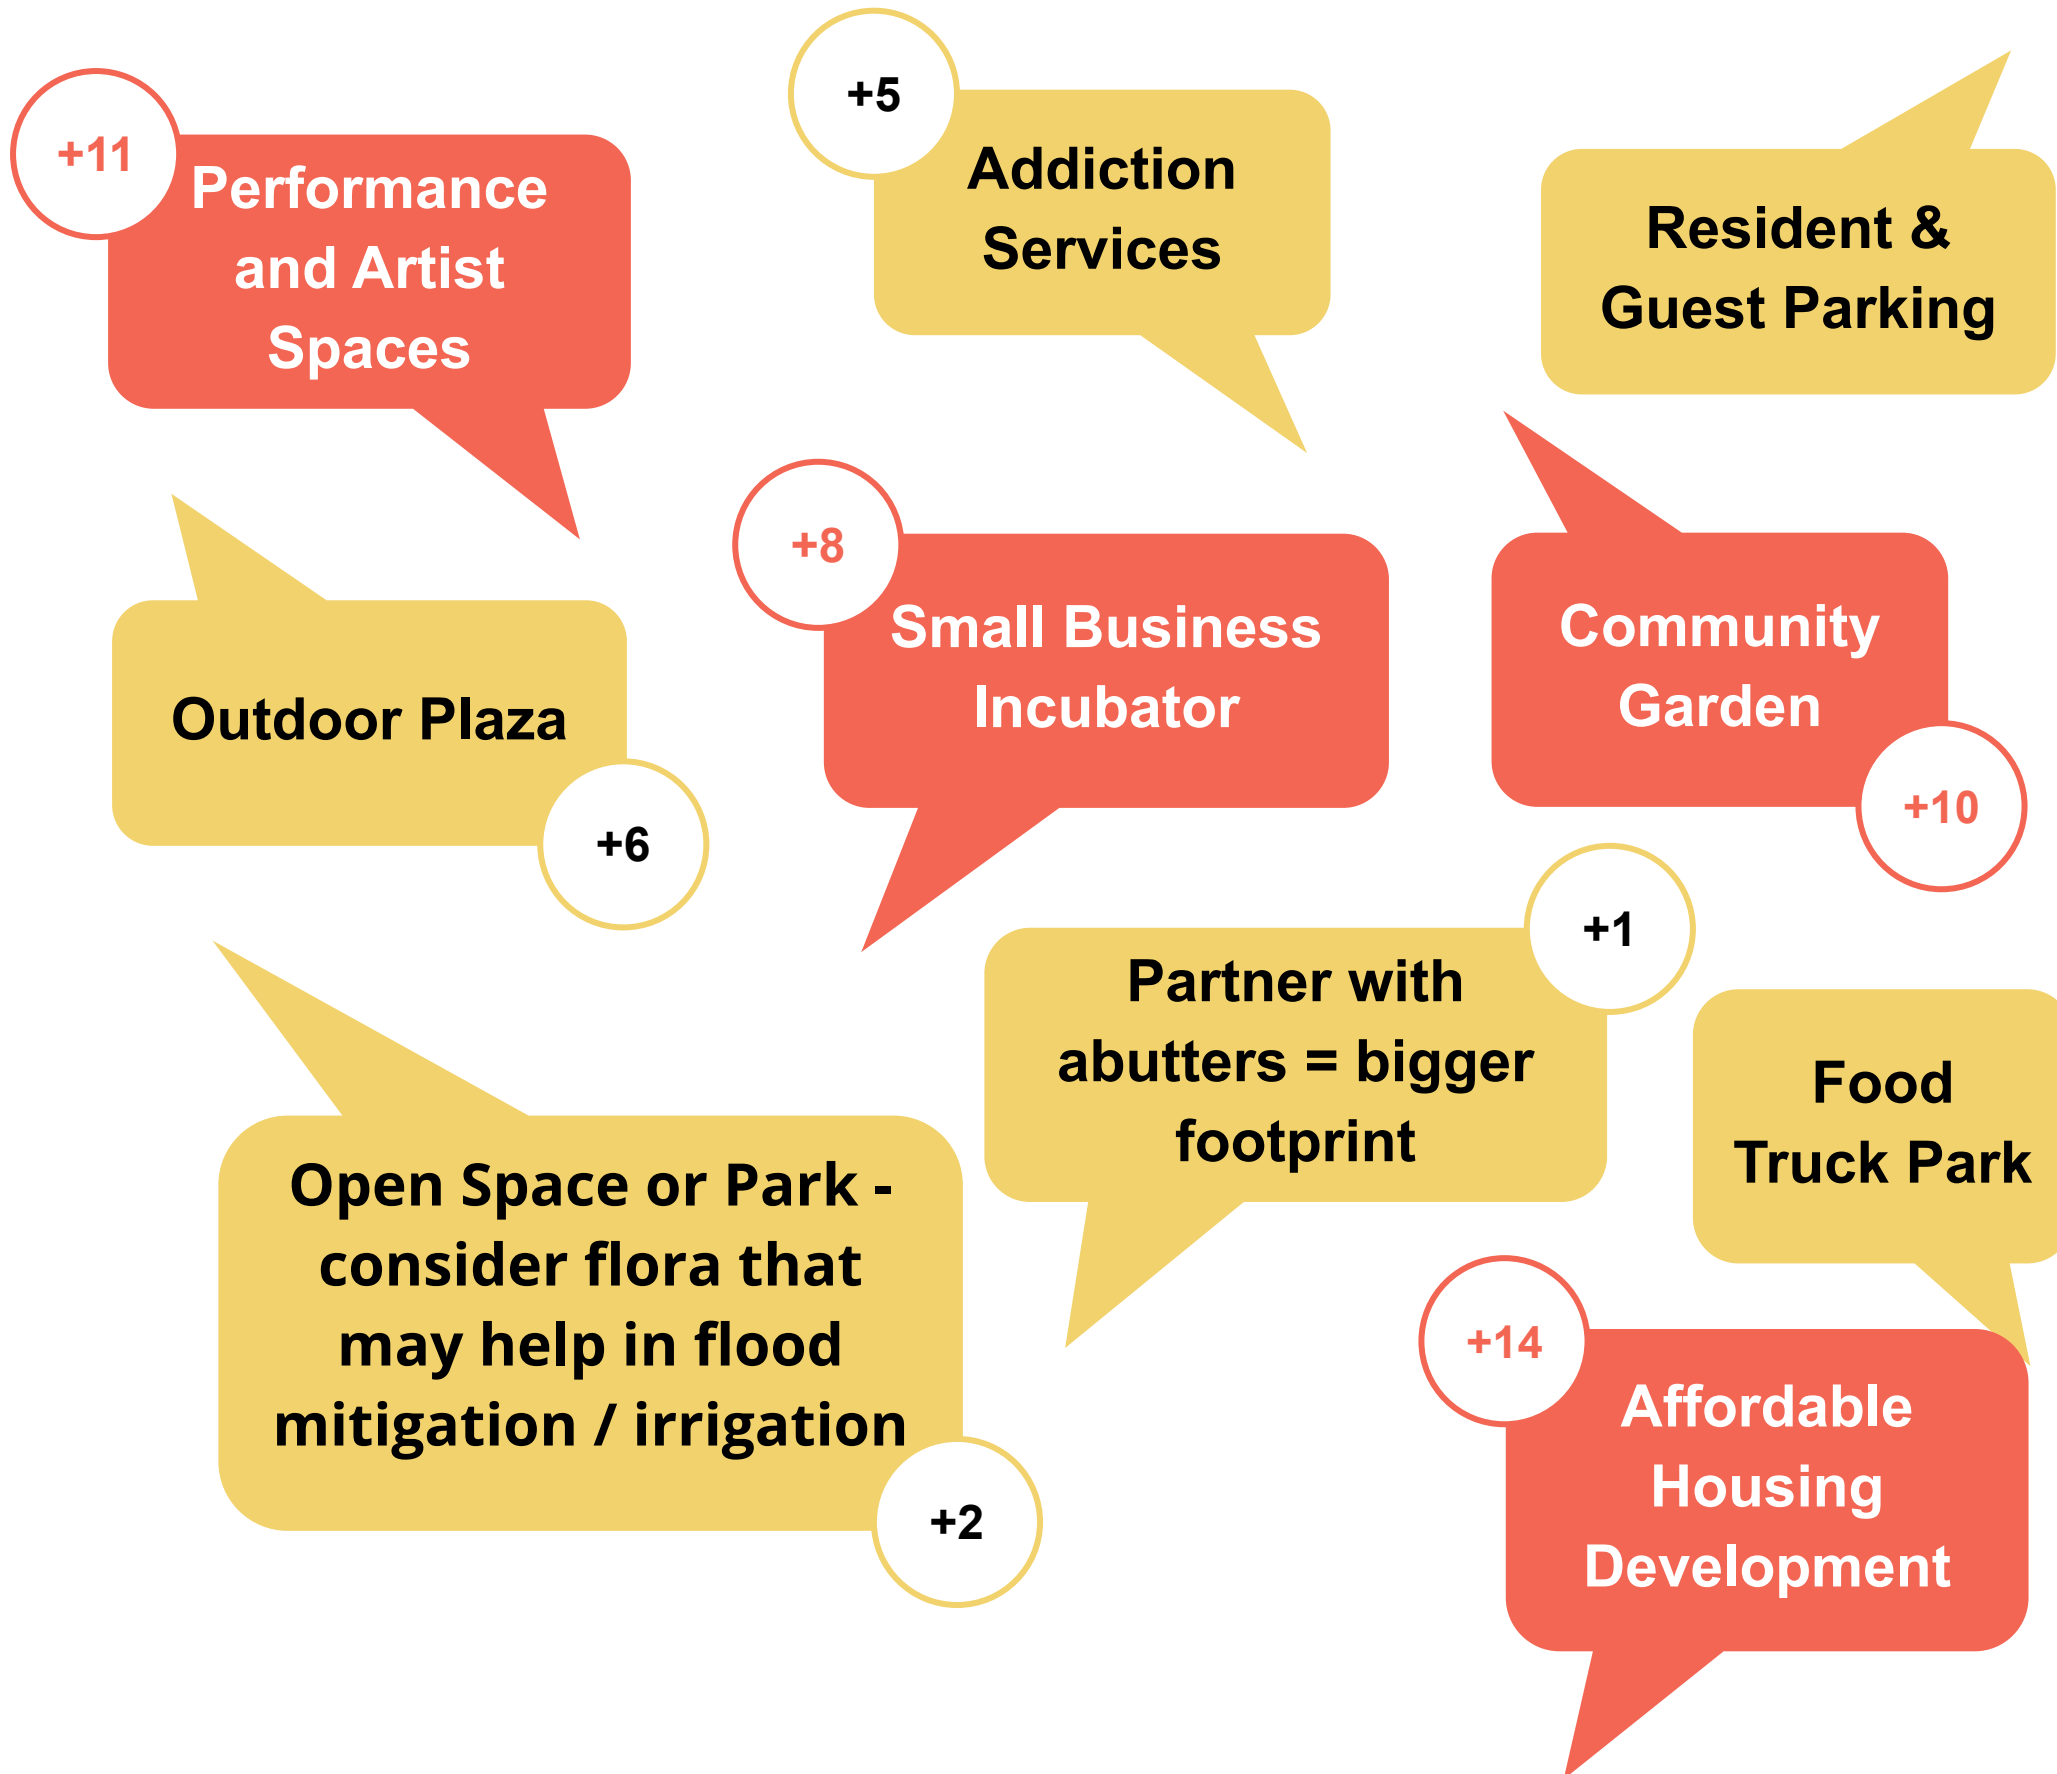 +11
Performance
and Artist
Spaces
+5
Addiction
Services
Resident &
Guest Parking
Outdoor Plaza
+6
+8
Small Business
Incubator
Community
Garden
+10
Open Space or Park -
consider flora that
may help in flood
mitigation / irrigation
+2
+1
Partner with
abutters = bigger
footprint
Food
Truck Park
+14
Affordable
Housing
Development